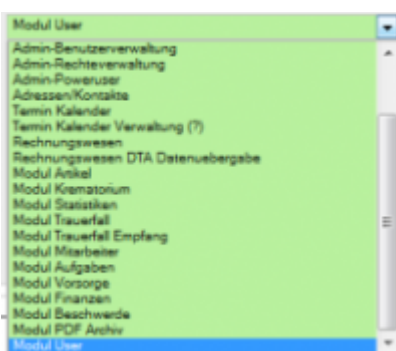 Modul User
Admin-Benutzerverwaltung
Admin-Rechteverwaltung
Admin-Poweruser
Adressen/Kontakte
Termin Kalender
Termin Kalender Verwaltung (?)
Rechnungswesen
Rechnungswesen DTA Datenuebergabe
Modul Artikel
Modul Krematorium
Modul Statistiken
Modul Trauerfall
Modul Trauerfall Empfang
Modul Mitarbeiter
Modul Aufgaben
Modul Vorsorge
Modul Finanzen
Modul Beschwerde
Modul PDF Archiv
Modul User